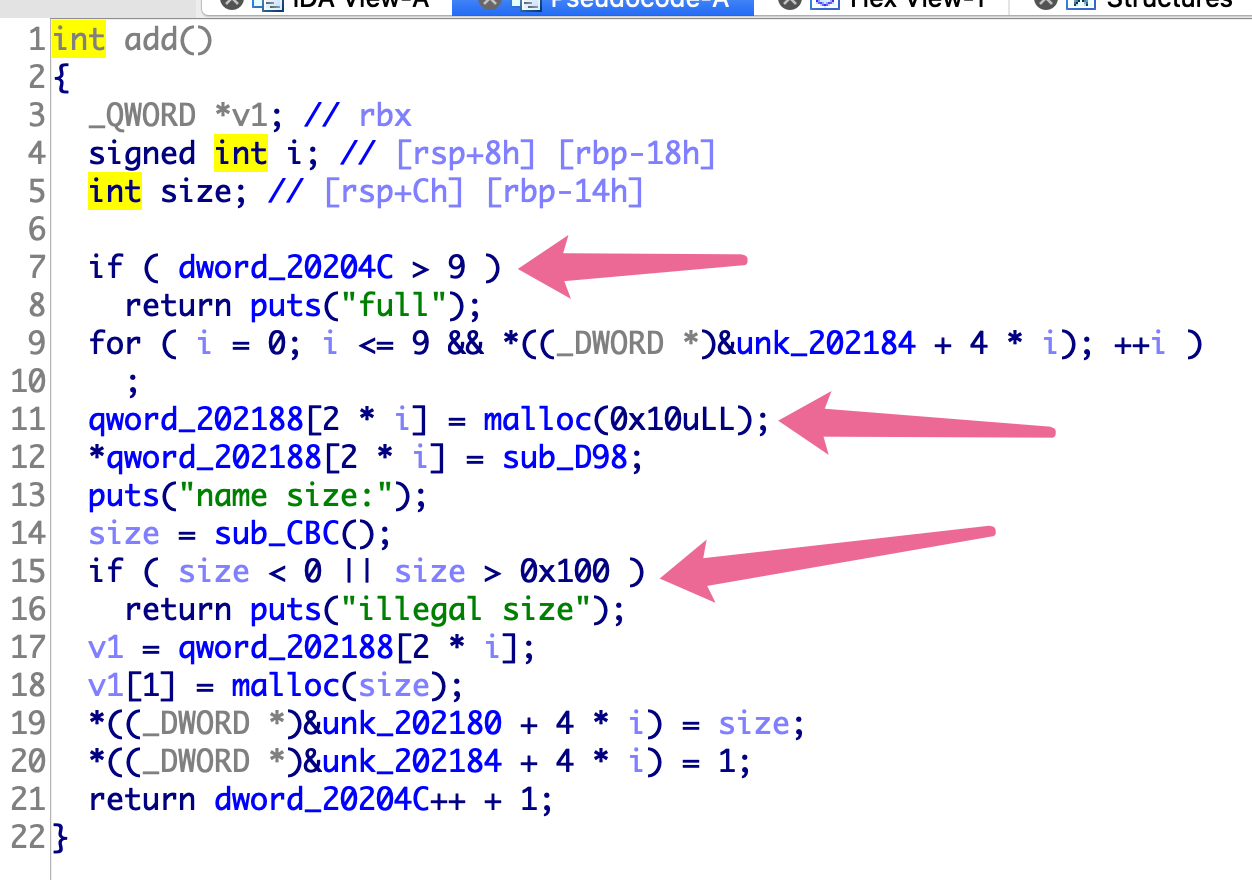 IDA View-A Pseudocode-A Hex View-1 Structures
1 int add()
2 {
3 _QWORD *v1; // rbx
4 signed int i; // [rsp+8h] [rbp-18h]
5 int size; // [rsp+Ch] [rbp-14h]
6
7 if ( dword_20204C > 9 )
8 return puts("full");
9 for ( i = 0; i <= 9 && *((_DWORD *)&unk_202184 + 4 * i); ++i )
10 ;
11 qword_202188[2 * i] = malloc(0x10uLL);
12 *qword_202188[2 * i] = sub_D98;
13 puts("name size:");
14 size = sub_CBC();
15 if ( size < 0 || size > 0x100 )
16 return puts("illegal size");
17 v1 = qword_202188[2 * i];
18 v1[1] = malloc(size);
19 *((_DWORD *)&unk_202180 + 4 * i) = size;
20 *((_DWORD *)&unk_202184 + 4 * i) = 1;
21 return dword_20204C++ + 1;
22 }